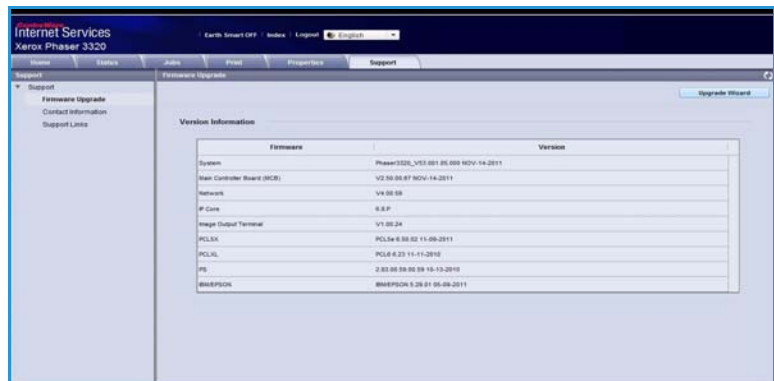 CentreWare
Internet Services
Xerox Phaser 3320
Earth Smart OFF | Index | Logout English
Home Status Jobs Print Properties Support
Support Firmware Upgrade
Support
Firmware Upgrade
Contact Information
Support Links
Upgrade Wizard
Version Information
Firmware Version
System Phaser3320_V53.001.05.000 NOV-14-2011
Main Controller Board (MCB) V2.50.00.87 NOV-14-2011
Network V4.00.59
IP Core
Image Output Terminal V1.00.24
PCL5X PCL5e 6.50.02 11-09-2011
PCLXL PCL6 6.23 11-11-2010
PS 2.83.00.59.00.59 10-13-2010
IBM/EPSON IBM/EPSON 5.28.01 05-09-2011